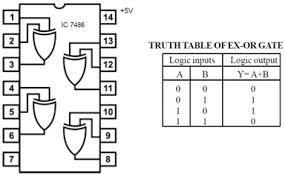 IC 7486
+5V
1
14
2
13
3
12
4
11
5
10
6
9
7
8
TRUTH TABLE OF EX-OR GATE
Logic inputs Logic output
A B Y= A+B
0 0 0
0 1 1
1 0 1
1 1 0